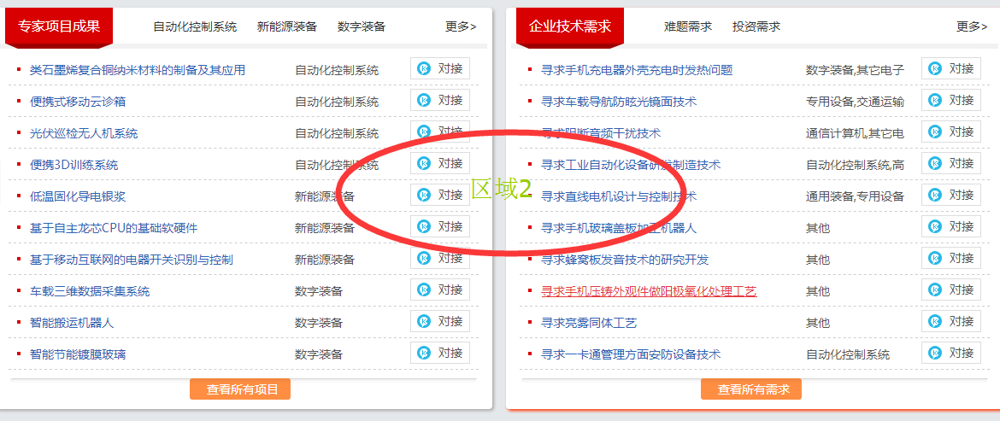 专家项目成果 自动化控制系统 新能源装备 数字装备 更多>
类石墨烯复合铜纳米材料的制备及其应用 自动化控制系统 对接
便携式移动云诊箱 自动化控制系统 对接
光伏巡检无人机系统 自动化控制系统 对接
便携3D训练系统 自动化控制系统 对接
低温固化导电银浆 新能源装备 对接
基于自主龙芯CPU的基础软硬件 新能源装备 对接
基于移动互联网的电器开关识别与控制 新能源装备 对接
车载三维数据采集系统 数字装备 对接
智能搬运机器人 数字装备 对接
智能节能镀膜玻璃 数字装备 对接
查看所有项目
区域2
企业技术需求 难题需求 投资需求 更多>
寻求手机充电器外壳充电时发热问题 数字装备,其它电子 对接
寻求车载导航防眩光镜面技术 专用设备,交通运输 对接
寻求阻断音频干扰技术 通信计算机,其它电 对接
寻求工业自动化设备研发制造技术 自动化控制系统,高 对接
寻求直线电机设计与控制技术 通用装备,专用设备 对接
寻求手机玻璃盖板加工机器人 其他 对接
寻求蜂窝板发音技术的研究开发 其他 对接
寻求手机压铸外观件做阳极氧化处理工艺 其他 对接
寻求亮雾同体工艺 其他 对接
寻求一卡通管理方面安防设备技术 自动化控制系统 对接
查看所有需求